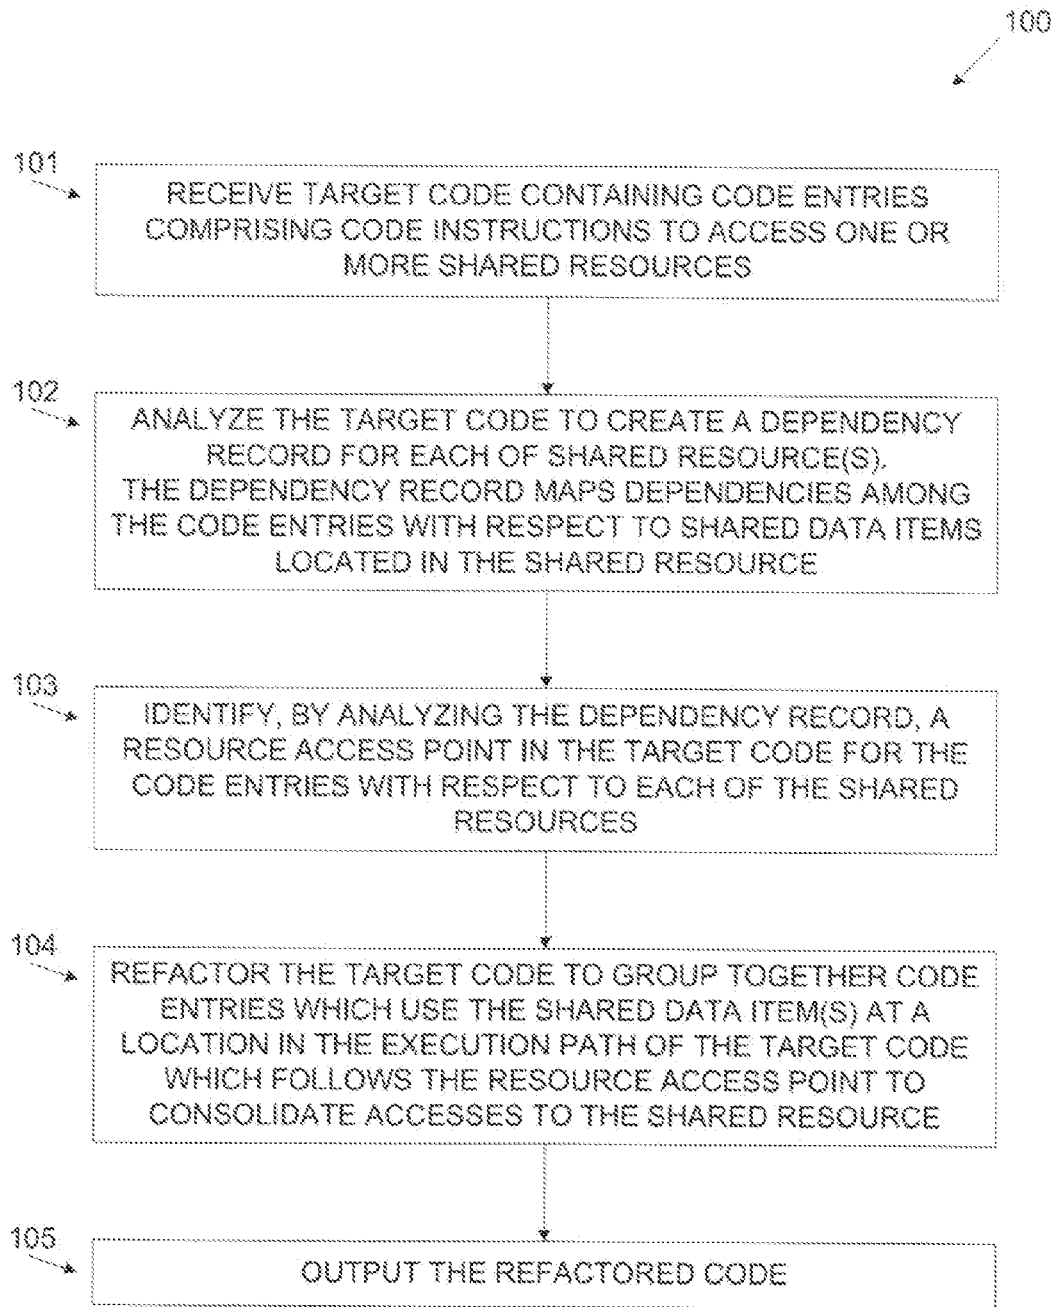 100
101
RECEIVE TARGET CODE CONTAINING CODE ENTRIES
COMPRISING CODE INSTRUCTIONS TO ACCESS ONE OR
MORE SHARED RESOURCES
102
ANALYZE THE TARGET CODE TO CREATE A DEPENDENCY
RECORD FOR EACH OF SHARED RESOURCE(S).
THE DEPENDENCY RECORD MAPS DEPENDENCIES AMONG
THE CODE ENTRIES WITH RESPECT TO SHARED DATA ITEMS
LOCATED IN THE SHARED RESOURCE
103
IDENTIFY, BY ANALYZING THE DEPENDENCY RECORD, A
RESOURCE ACCESS POINT IN THE TARGET CODE FOR THE
CODE ENTRIES WITH RESPECT TO EACH OF THE SHARED
RESOURCES
104
REFACTOR THE TARGET CODE TO GROUP TOGETHER CODE
ENTRIES WHICH USE THE SHARED DATA ITEM(S) AT A
LOCATION IN THE EXECUTION PATH OF THE TARGET CODE
WHICH FOLLOWS THE RESOURCE ACCESS POINT TO
CONSOLIDATE ACCESSES TO THE SHARED RESOURCE
105
OUTPUT THE REFACTORED CODE